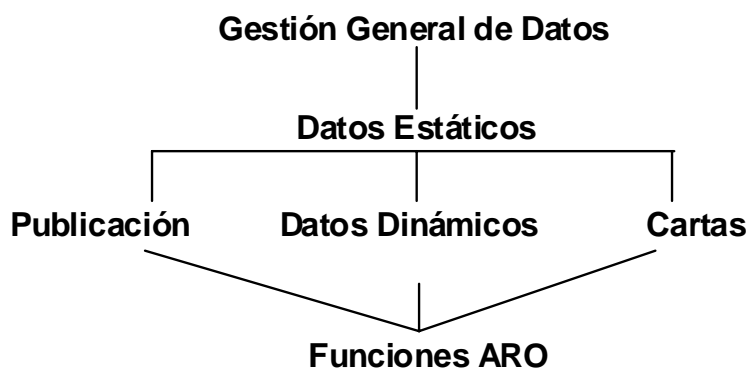 Gestión General de Datos
Datos Estáticos
Publicación Datos Dinámicos Cartas
Funciones ARO